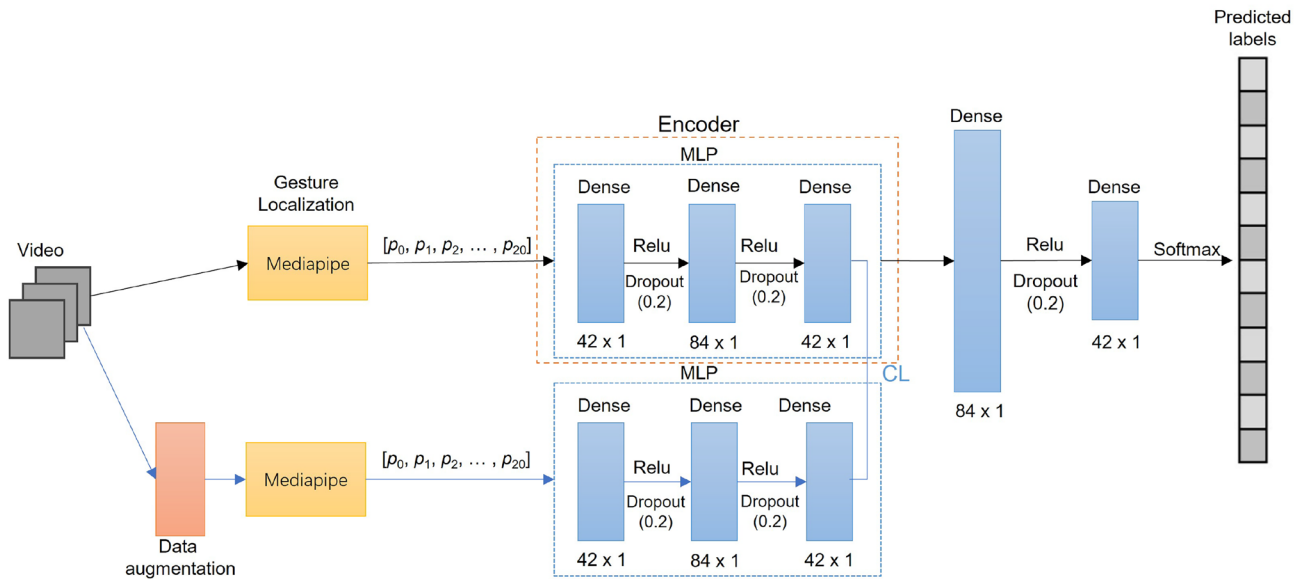 Predicted
labels
Encoder
Dense
MLP
Gesture
Localization
Dense
Dense
Dense
Dense
Video
[p0, p1, p2, … , p20]
Relu
Relu
Relu
Softmax
Mediapipe
Dropout
(0.2)
Dropout
(0.2)
Dropout
(0.2)
42 x 1
84 x 1
42 x 1
42 x 1
MLP
CL
84 x 1
Dense
Dense
Dense
[p0, p1, p2, … , p20]
Relu
Relu
Mediapipe
Dropout
(0.2)
Dropout
(0.2)
Data
augmentation
42 x 1
84 x 1
42 x 1